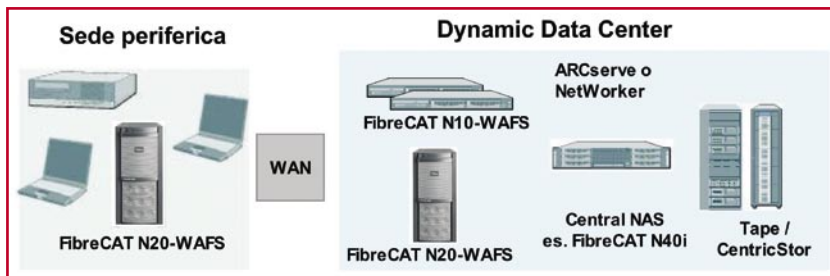 Sede periferica
FibreCAT N20-WAFS
WAN
Dynamic Data Center
FibreCAT N10-WAFS
FibreCAT N20-WAFS
ARCserve o
NetWorker
Central NAS
es. FibreCAT N40i
Tape /
CentricStor